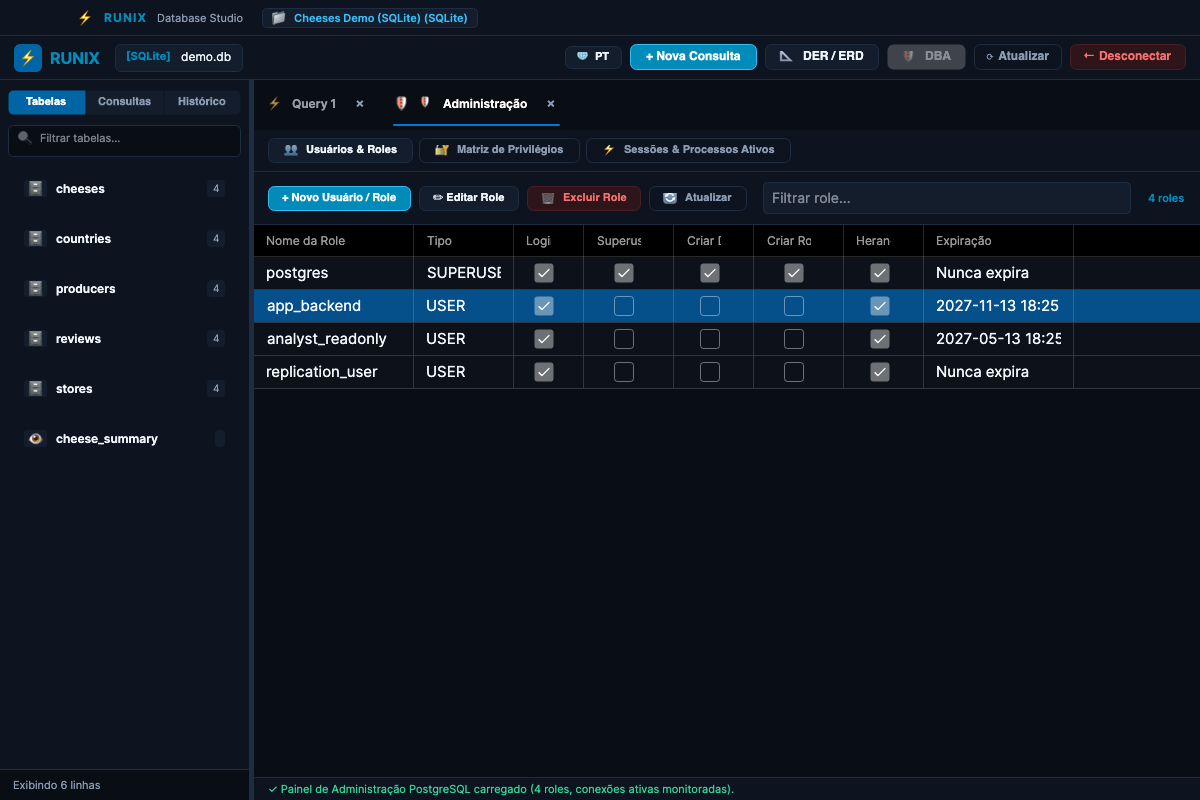 RUNIX Database Studio Cheeses Demo (SQLite) (SQLite)
RUNIX [SQLite] demo.db PT + Nova Consulta DER / ERD DBA Atualizar ← Desconectar
Tabelas Consultas Histórico
Filtrar tabelas...
cheeses 4
countries 4
producers 4
reviews 4
stores 4
cheese_summary
Exibindo 6 linhas
Query 1 × Administração ×
Usuários & Roles Matriz de Privilégios Sessões & Processos Ativos
+ Novo Usuário / Role Editar Role Excluir Role Atualizar Filtrar role... 4 roles
Nome da Role Tipo Logi Superus Criar D Criar Ro Heran Expiração
postgres SUPERUSE Nunca expira
app_backend USER 2027-11-13 18:25
analyst_readonly USER 2027-05-13 18:25
replication_user USER Nunca expira
✓ Painel de Administração PostgreSQL carregado (4 roles, conexões ativas monitoradas).